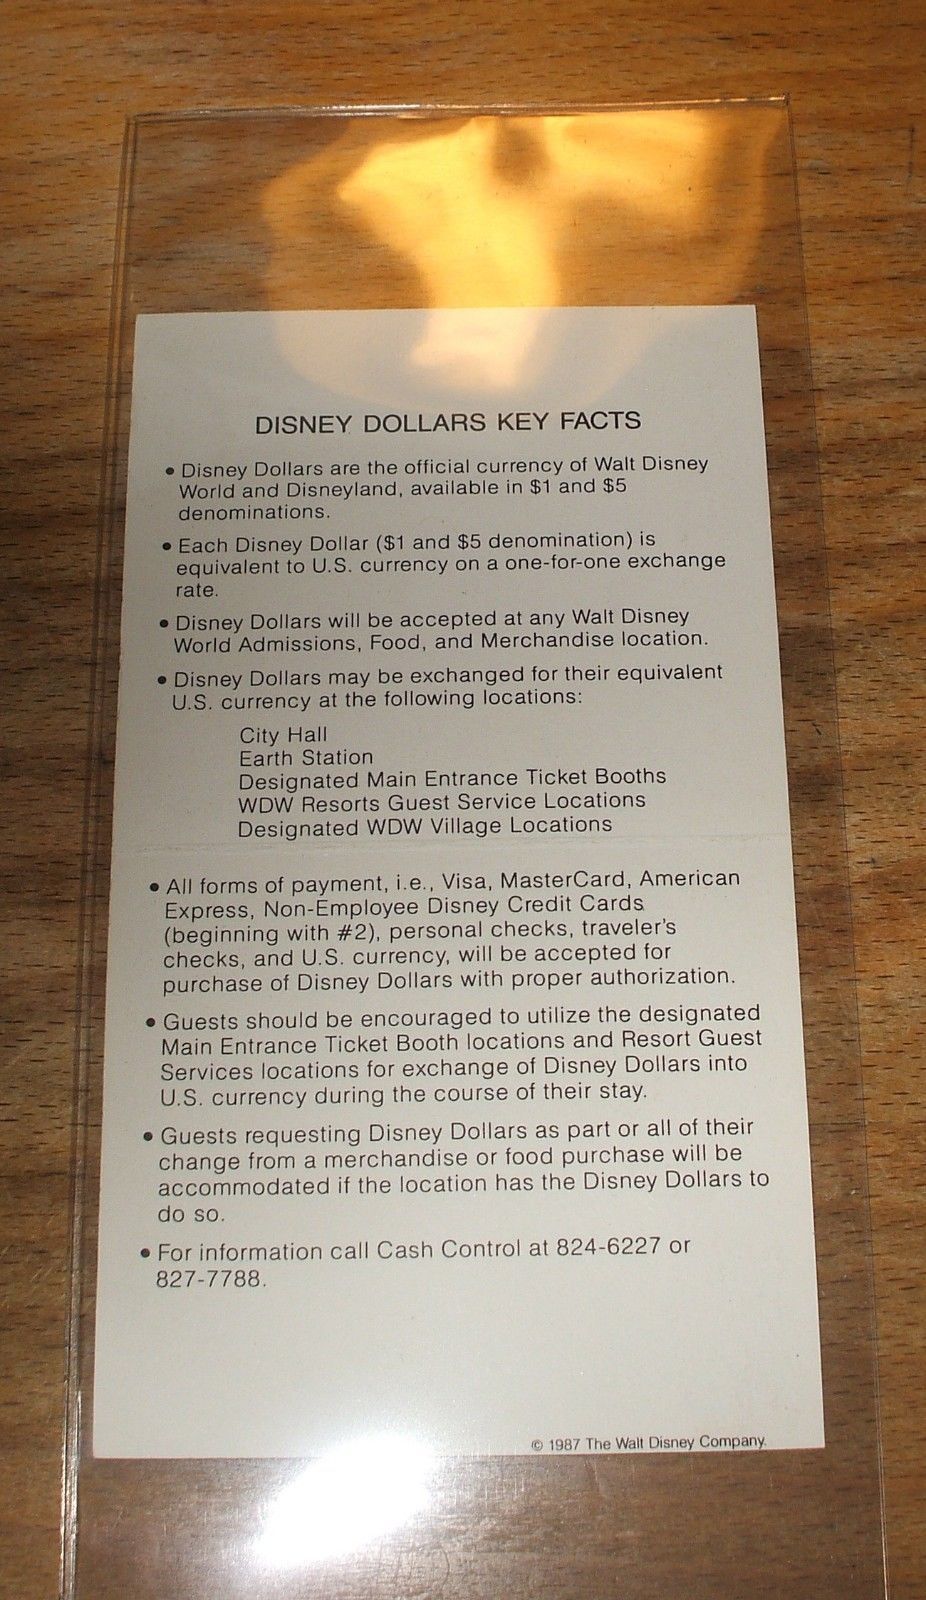 DISNEY DOLLARS KEY FACTS
• Disney Dollars are the official currency of Walt Disney
World and Disneyland, available in $1 and $5
denominations.
• Each Disney Dollar ($1 and $5 denomination) is
equivalent to U.S. currency on a one-for-one exchange
rate.
• Disney Dollars will be accepted at any Walt Disney
World Admissions, Food, and Merchandise location.
• Disney Dollars may be exchanged for their equivalent
U.S. currency at the following locations:
City Hall
Earth Station
Designated Main Entrance Ticket Booths
WDW Resorts Guest Service Locations
Designated WDW Village Locations
• All forms of payment, i.e., Visa, MasterCard, American
Express, Non-Employee Disney Credit Cards
(beginning with #2), personal checks, traveler's
checks, and U.S. currency, will be accepted for
purchase of Disney Dollars with proper authorization.
• Guests should be encouraged to utilize the designated
Main Entrance Ticket Booth locations and Resort Guest
Services locations for exchange of Disney Dollars into
U.S. currency during the course of their stay.
• Guests requesting Disney Dollars as part or all of their
change from a merchandise or food purchase will be
accommodated if the location has the Disney Dollars to
do so.
• For information call Cash Control at 824-6227 or
827-7788.
© 1987 The Walt Disney Company.